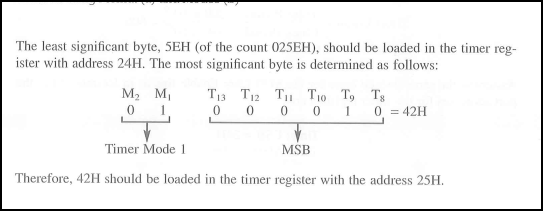 The least significant byte, 5EH (of the count 025EH), should be loaded in the timer reg-
ister with address 24H. The most significant byte is determined as follows:
M₂ M₁ T₁₃ T₁₂ T₁₁ T₁₀ T₉ T₈
0 1 0 0 0 0 1 0 = 42H
Timer Mode 1 MSB
Therefore, 42H should be loaded in the timer register with the address 25H.